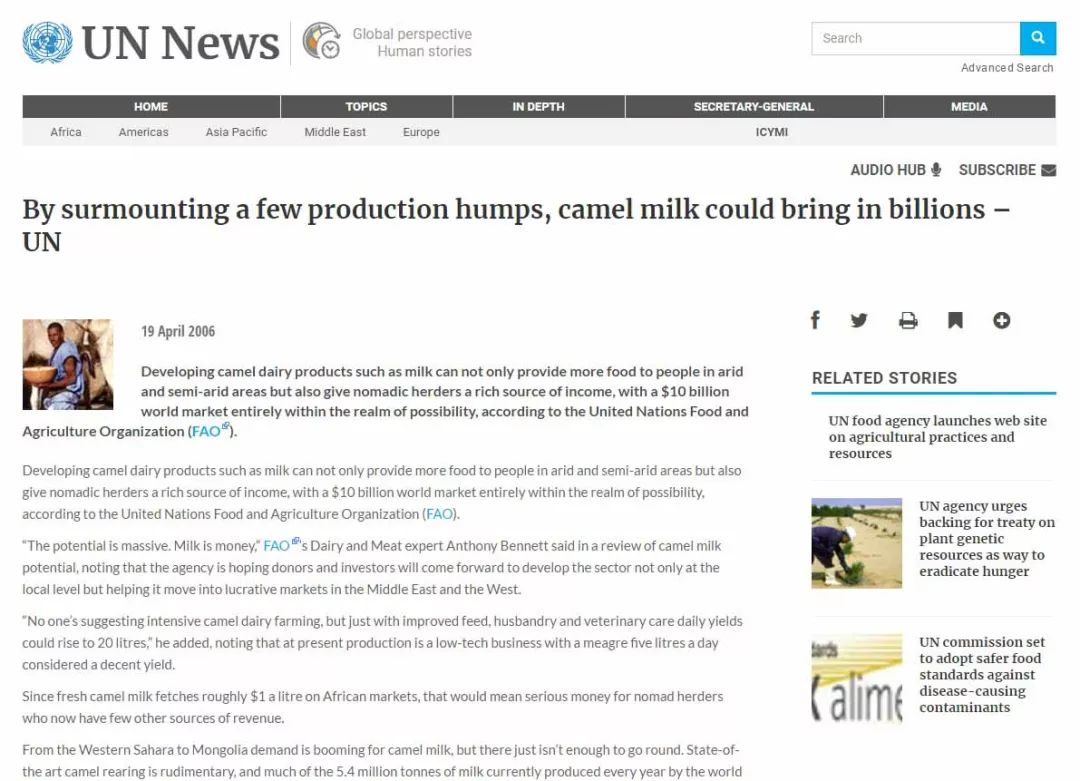 UN News
Global perspective
Human stories
Search
Advanced Search
HOME TOPICS IN DEPTH SECRETARY-GENERAL MEDIA
Africa Americas Asia Pacific Middle East Europe ICYMI
AUDIO HUB SUBSCRIBE
By surmounting a few production humps, camel milk could bring in billions –
UN
19 April 2006
Developing camel dairy products such as milk can not only provide more food to people in arid
and semi-arid areas but also give nomadic herders a rich source of income, with a $10 billion
world market entirely within the realm of possibility, according to the United Nations Food and
Agriculture Organization (FAO).
Developing camel dairy products such as milk can not only provide more food to people in arid and semi-arid areas but also
give nomadic herders a rich source of income, with a $10 billion world market entirely within the realm of possibility,
according to the United Nations Food and Agriculture Organization (FAO).
“The potential is massive. Milk is money,” FAO's Dairy and Meat expert Anthony Bennett said in a review of camel milk
potential, noting that the agency is hoping donors and investors will come forward to develop the sector not only at the
local level but helping it move into lucrative markets in the Middle East and the West.
“No one’s suggesting intensive camel dairy farming, but just with improved feed, husbandry and veterinary care daily yields
could rise to 20 litres,” he added, noting that at present production is a low-tech business with a meagre five litres a day
considered a decent yield.
Since fresh camel milk fetches roughly $1 a litre on African markets, that would mean serious money for nomad herders
who now have few other sources of revenue.
From the Western Sahara to Mongolia demand is booming for camel milk, but there just isn’t enough to go round. State-of-
the art camel rearing is rudimentary, and much of the 5.4 million tonnes of milk currently produced every year by the world
RELATED STORIES
UN food agency launches web site
on agricultural practices and
resources
UN agency urges
backing for treaty on
plant genetic
resources as way to
eradicate hunger
UN commission set
to adopt safer food
standards against
disease-causing
contaminants